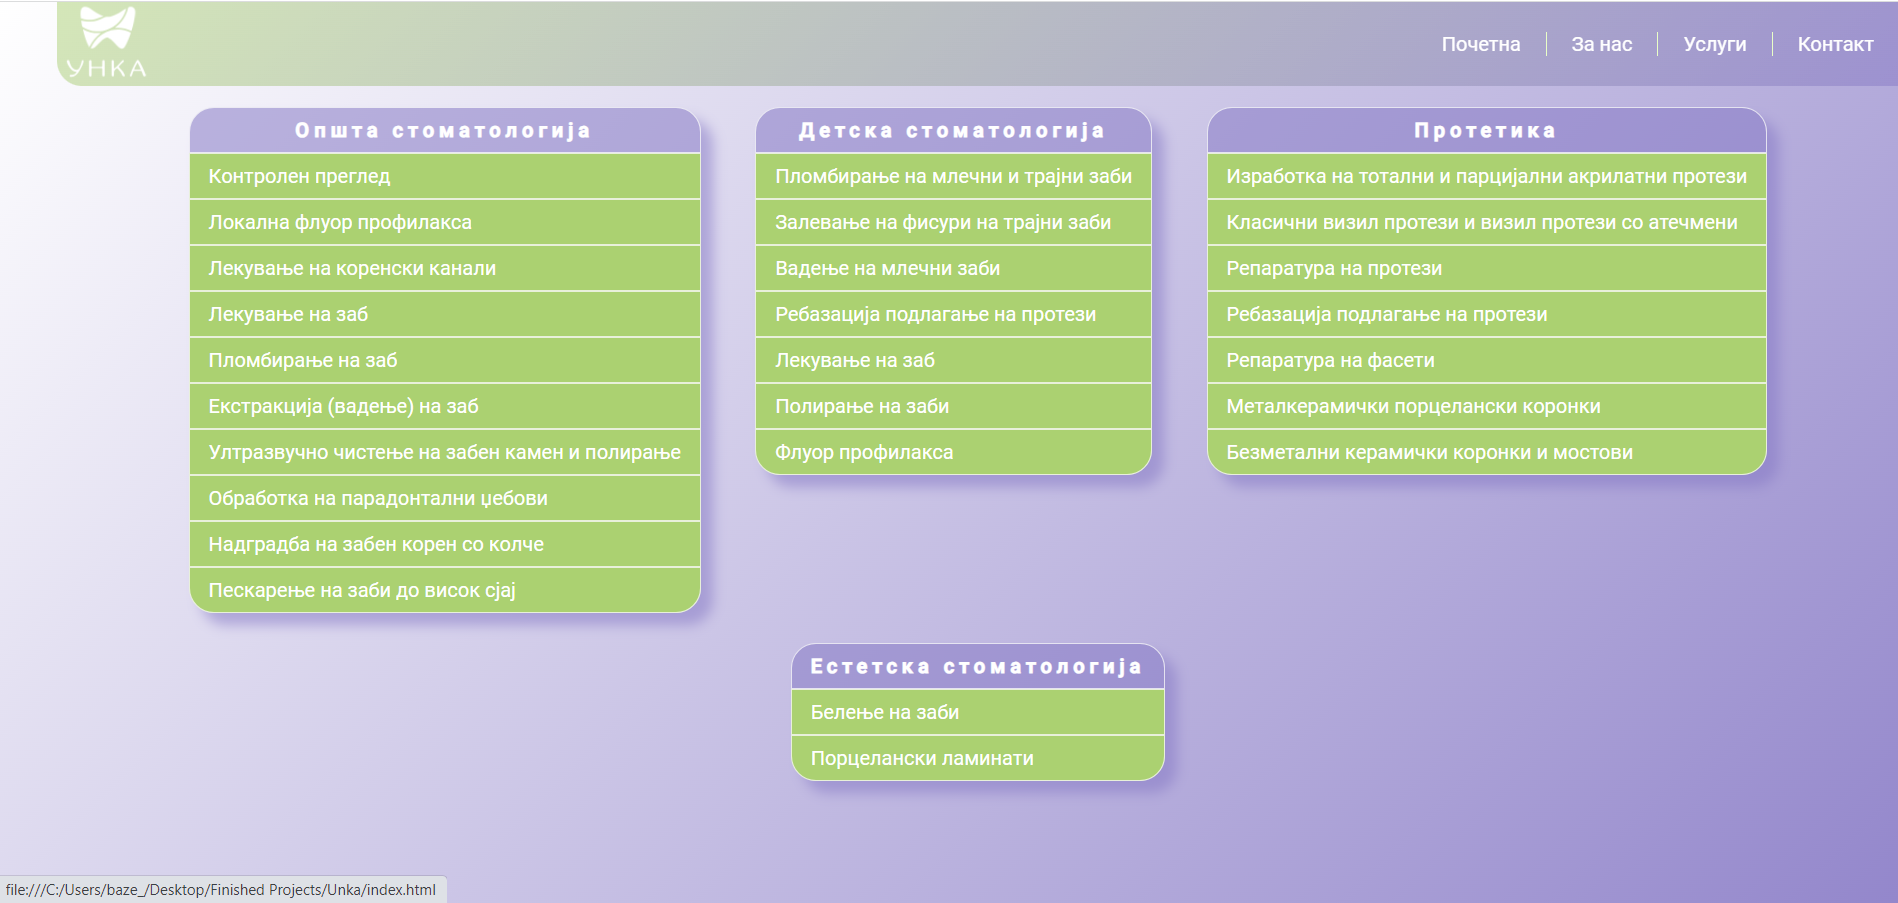 УНКА
Почетна
За нас
Услуги
Контакт
Општа стоматологија
Контролен преглед
Локална флуор профилакса
Лекување на коренски канали
Лекување на заб
Пломбирање на заб
Екстракција (вадење) на заб
Ултразвучно чистење на забен камен и полирање
Обработка на парадонтални џебови
Надградба на забен корен со колче
Пескарење на заби до висок сјај
Детска стоматологија
Пломбирање на млечни и трајни заби
Залевање на фисури на трајни заби
Вадење на млечни заби
Ребазација подлагање на протези
Лекување на заб
Полирање на заби
Флуор профилакса
Протетика
Изработка на тотални и парцијални акрилатни протези
Класични визил протези и визил протези со атечмени
Репаратура на протези
Ребазација подлагање на протези
Репаратура на фасети
Металкерамички порцелански коронки
Безметални керамички коронки и мостови
Естетска стоматологија
Белење на заби
Порцелански ламинати
file:///C:/Users/baze_/Desktop/Finished Projects/Unka/index.html